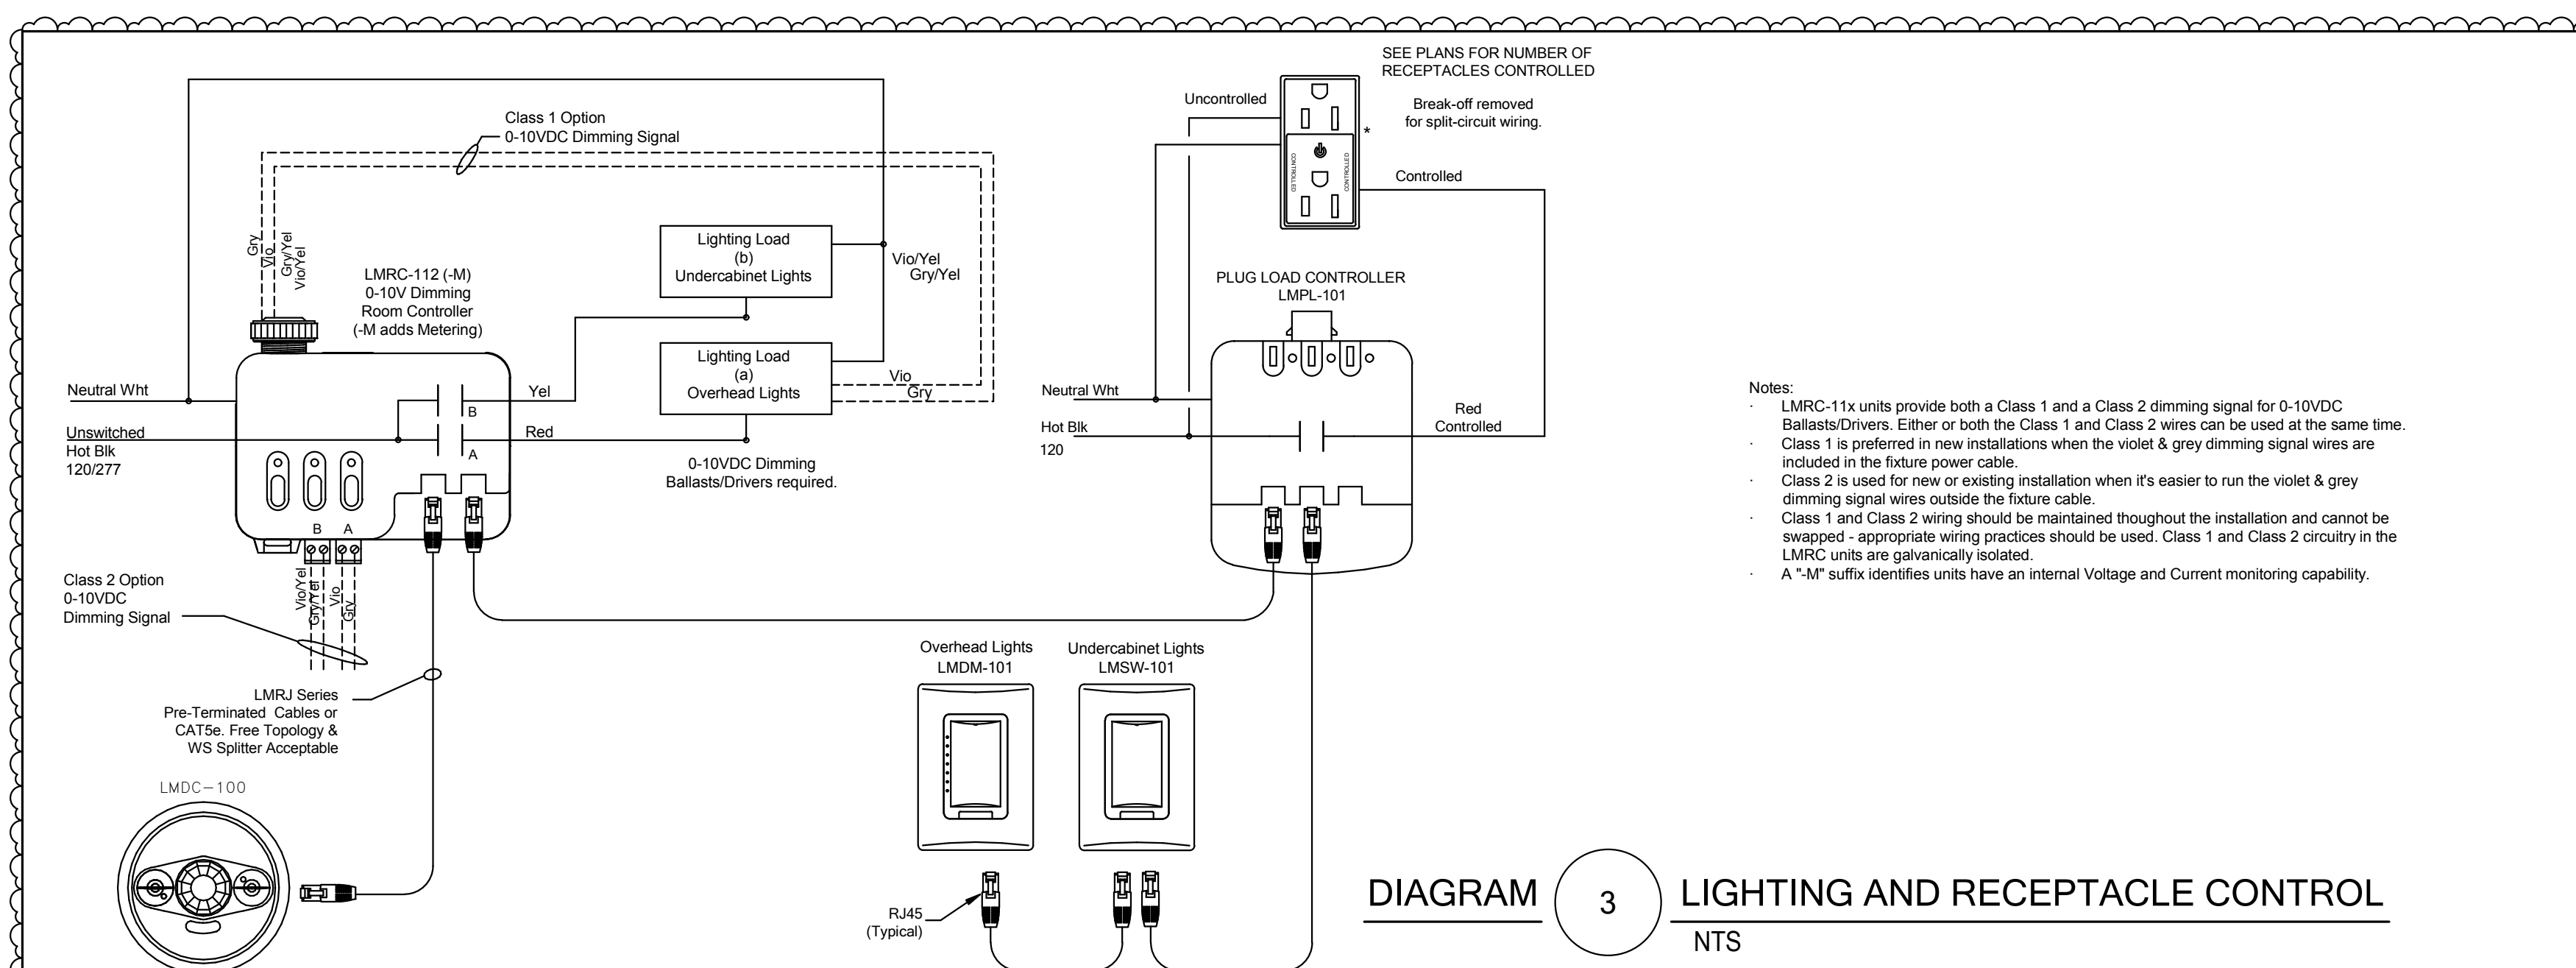 SEE PLANS FOR NUMBER OF
RECEPTACLES CONTROLLED
Break-off removed
for split-circuit wiring.
*
Uncontrolled
Controlled
CONTROLLED
CONTROLLED
Class 1 Option
0-10VDC Dimming Signal
Gry
Vio
Gry/Yel
Vio/Yel
LMRC-112 (-M)
0-10V Dimming
Room Controller
(-M adds Metering)
Lighting Load
(b)
Undercabinet Lights
Vio/Yel
Gry/Yel
Lighting Load
(a)
Overhead Lights
Vio
Gry
Neutral Wht
Unswitched
Hot Blk
120/277
B
A
Yel
Red
0-10VDC Dimming
Ballasts/Drivers required.
B A
Class 2 Option
0-10VDC
Dimming Signal
Vio/Yel
Gry/Yel
Vio
Gry
PLUG LOAD CONTROLLER
LMPL-101
Neutral Wht
Hot Blk
120
Red
Controlled
Notes:
· LMRC-11x units provide both a Class 1 and a Class 2 dimming signal for 0-10VDC
Ballasts/Drivers. Either or both the Class 1 and Class 2 wires can be used at the same time.
· Class 1 is preferred in new installations when the violet & grey dimming signal wires are
included in the fixture power cable.
· Class 2 is used for new or existing installation when it's easier to run the violet & grey
dimming signal wires outside the fixture cable.
· Class 1 and Class 2 wiring should be maintained thoughout the installation and cannot be
swapped - appropriate wiring practices should be used. Class 1 and Class 2 circuitry in the
LMRC units are galvanically isolated.
· A "-M" suffix identifies units have an internal Voltage and Current monitoring capability.
LMRJ Series
Pre-Terminated Cables or
CAT5e. Free Topology &
WS Splitter Acceptable
LMDC-100
Overhead Lights
LMDM-101
Undercabinet Lights
LMSW-101
RJ45
(Typical)
DIAGRAM 3 LIGHTING AND RECEPTACLE CONTROL
NTS